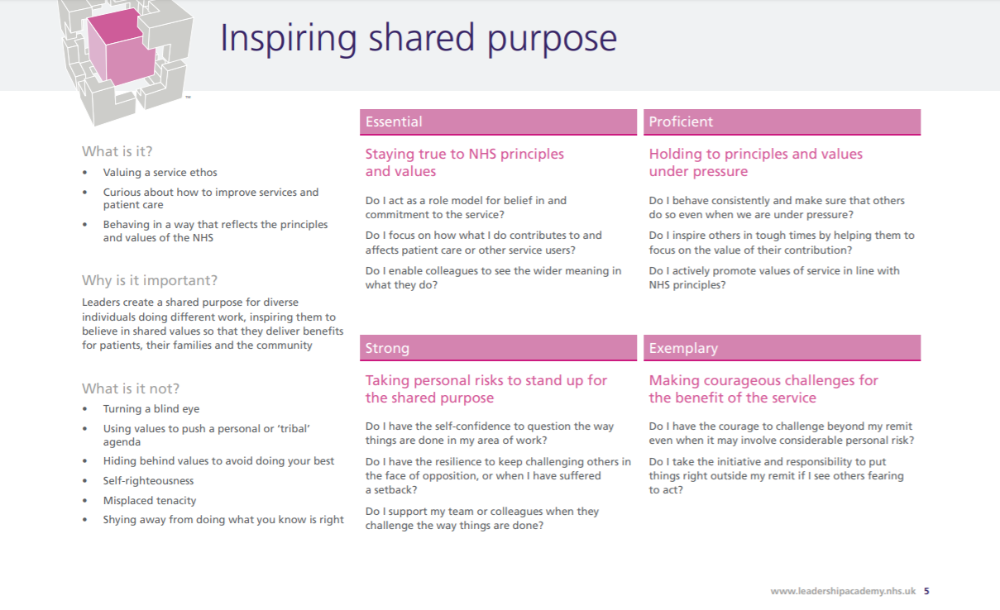 Inspiring shared purpose
™
What is it?
• Valuing a service ethos
• Curious about how to improve services and
patient care
• Behaving in a way that reflects the principles
and values of the NHS
Why is it important?
Leaders create a shared purpose for diverse
individuals doing different work, inspiring them to
believe in shared values so that they deliver benefits
for patients, their families and the community
What is it not?
• Turning a blind eye
• Using values to push a personal or ‘tribal’
agenda
• Hiding behind values to avoid doing your best
• Self-righteousness
• Misplaced tenacity
• Shying away from doing what you know is right
Essential
Staying true to NHS principles
and values
Do I act as a role model for belief in and
commitment to the service?
Do I focus on how what I do contributes to and
affects patient care or other service users?
Do I enable colleagues to see the wider meaning in
what they do?
Proficient
Holding to principles and values
under pressure
Do I behave consistently and make sure that others
do so even when we are under pressure?
Do I inspire others in tough times by helping them to
focus on the value of their contribution?
Do I actively promote values of service in line with
NHS principles?
Strong
Taking personal risks to stand up for
the shared purpose
Do I have the self-confidence to question the way
things are done in my area of work?
Do I have the resilience to keep challenging others in
the face of opposition, or when I have suffered
a setback?
Do I support my team or colleagues when they
challenge the way things are done?
Exemplary
Making courageous challenges for
the benefit of the service
Do I have the courage to challenge beyond my remit
even when it may involve considerable personal risk?
Do I take the initiative and responsibility to put
things right outside my remit if I see others fearing
to act?
www.leadershipacademy.nhs.uk 5